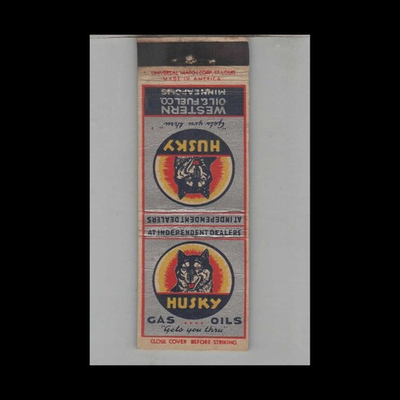 UNIVERSAL MATCH CORP. ST. LOUIS
MADE IN AMERICA
WESTERN
OIL & FUEL CO.
MINNEAPOLIS
"Gets you thru"
HUSKY
AT INDEPENDENT DEALERS
AT INDEPENDENT DEALERS
HUSKY
GAS .... OILS
"Gets you thru"
CLOSE COVER BEFORE STRIKING